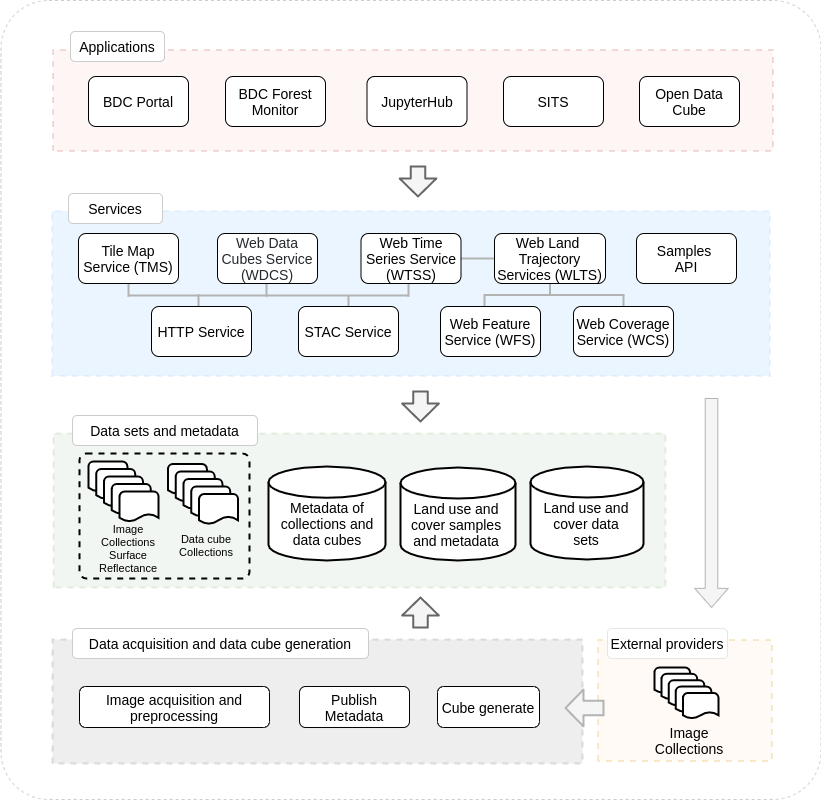 Applications
BDC Portal
BDC Forest
Monitor
JupyterHub
SITS
Open Data
Cube
Services
Tile Map
Service (TMS)
Web Data
Cubes Service
(WDCS)
Web Time
Series Service
(WTSS)
Web Land
Trajectory
Services (WLTS)
Samples
API
HTTP Service
STAC Service
Web Feature
Service (WFS)
Web Coverage
Service (WCS)
Data sets and metadata
Image
Collections
Surface
Reflectance
Data cube
Collections
Metadata of
collections and
data cubes
Land use and
cover samples
and metadata
Land use and
cover data
sets
Data acquisition and data cube generation
Image acquisition and
preprocessing
Publish
Metadata
Cube generate
External providers
Image
Collections